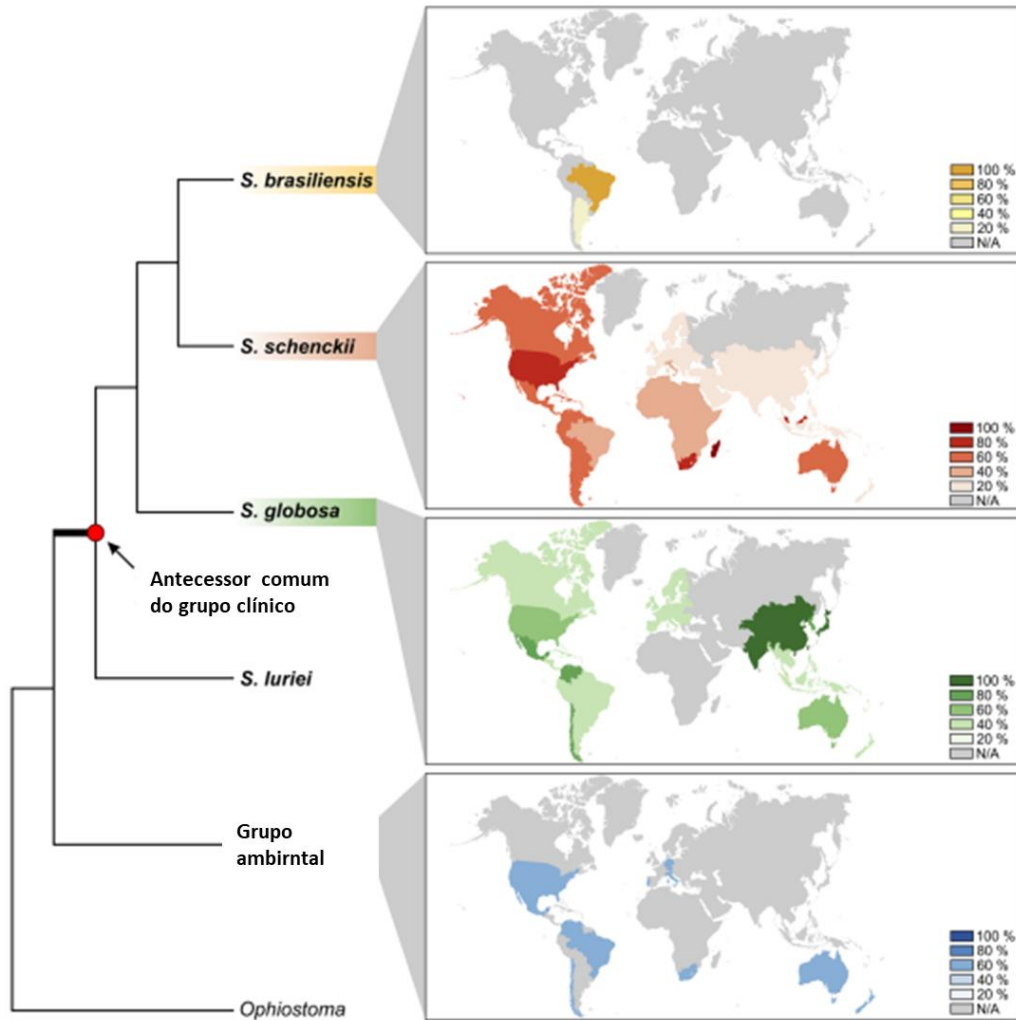 S. brasiliensis
100 %
80 %
60 %
40 %
20 %
N/A
S. schenckii
100 %
80 %
60 %
40 %
20 %
N/A
S. globosa
Antecessor comum
do grupo clínico
S. luriei
100 %
80 %
60 %
40 %
20 %
N/A
Grupo
ambirntal
100 %
80 %
60 %
40 %
20 %
N/A
Ophiostoma